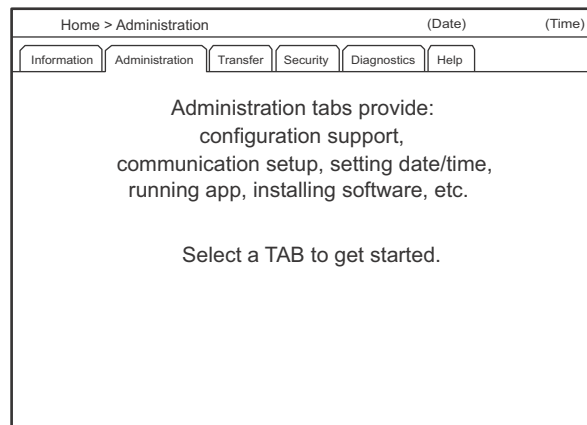 Home > Administration (Date) (Time)
Information Administration Transfer Security Diagnostics Help
Administration tabs provide:
configuration support,
communication setup, setting date/time,
running app, installing software, etc.
Select a TAB to get started.